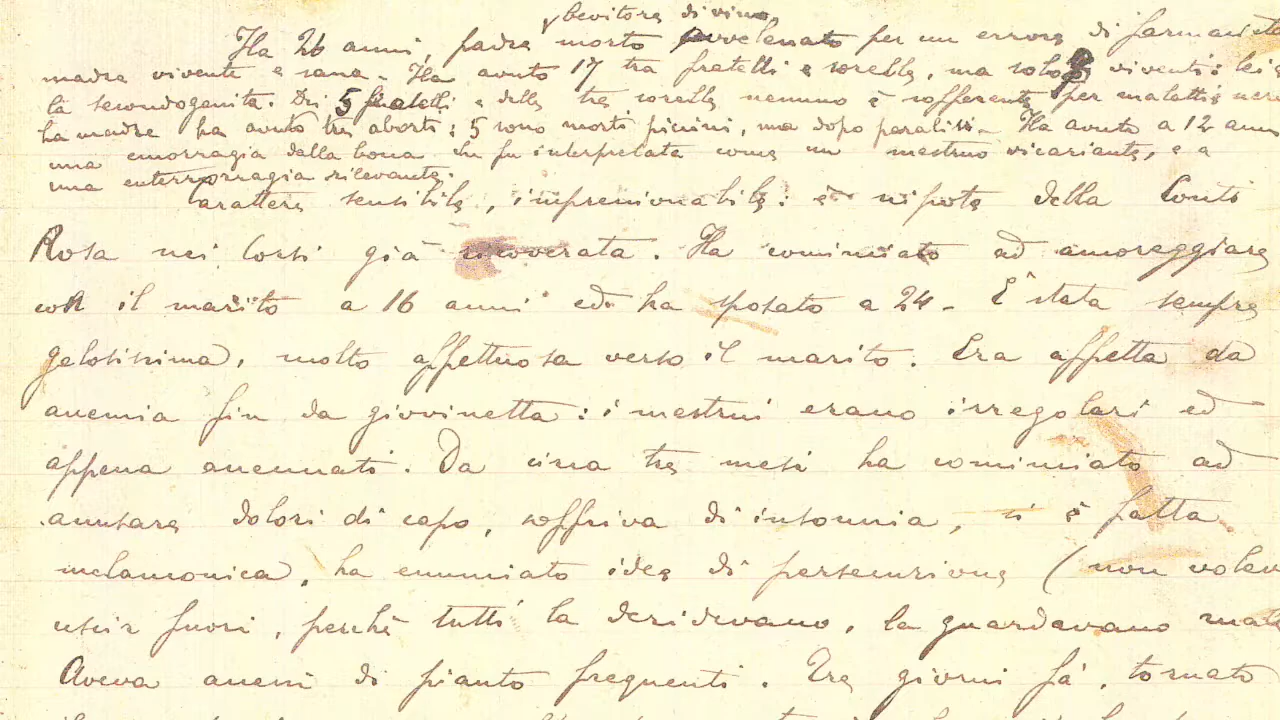 bevitore di vino,
Ha 26 anni, padre morto avvelenato per un errore di farmacista
madre vivente e sana. Ha avuto 17 tra fratelli e sorelle, ma solo 8 viventi: lei è
la secondogenita. Dei 5 fratelli e delle tre sorelle nessuno è sofferente per malattie
la madre ha avuto tre aborti; 5 sono morti piccini, ma dopo paralisi. Ha avuto a 12 anni
una emorragia dalla bocca che fu interpretata come un mestruo vicariante, e a
una enterorragia rilevante.
Carattere sensibile, impressionabile: è nipote della Conti
Rosa nei Corsi già ricoverata. Ha cominciato ad amoreggiare
col il marito a 16 anni ed ha sposato a 24. È stata sempre
gelosissima, molto affettuosa verso il marito. Era affetta da
anemia fin da giovinetta: i mestrui erano irregolari ed
appena accennati. Da circa tre mesi ha cominciato ad
accusare dolori di capo, soffriva di insonnia, si è fatta
melanconica, ha enunciato idee di persecuzione (non voleva
uscir fuori, perchè tutti la deridevano, la guardavano male
Aveva accessi di pianto frequenti. Tre giorni fà, tornato